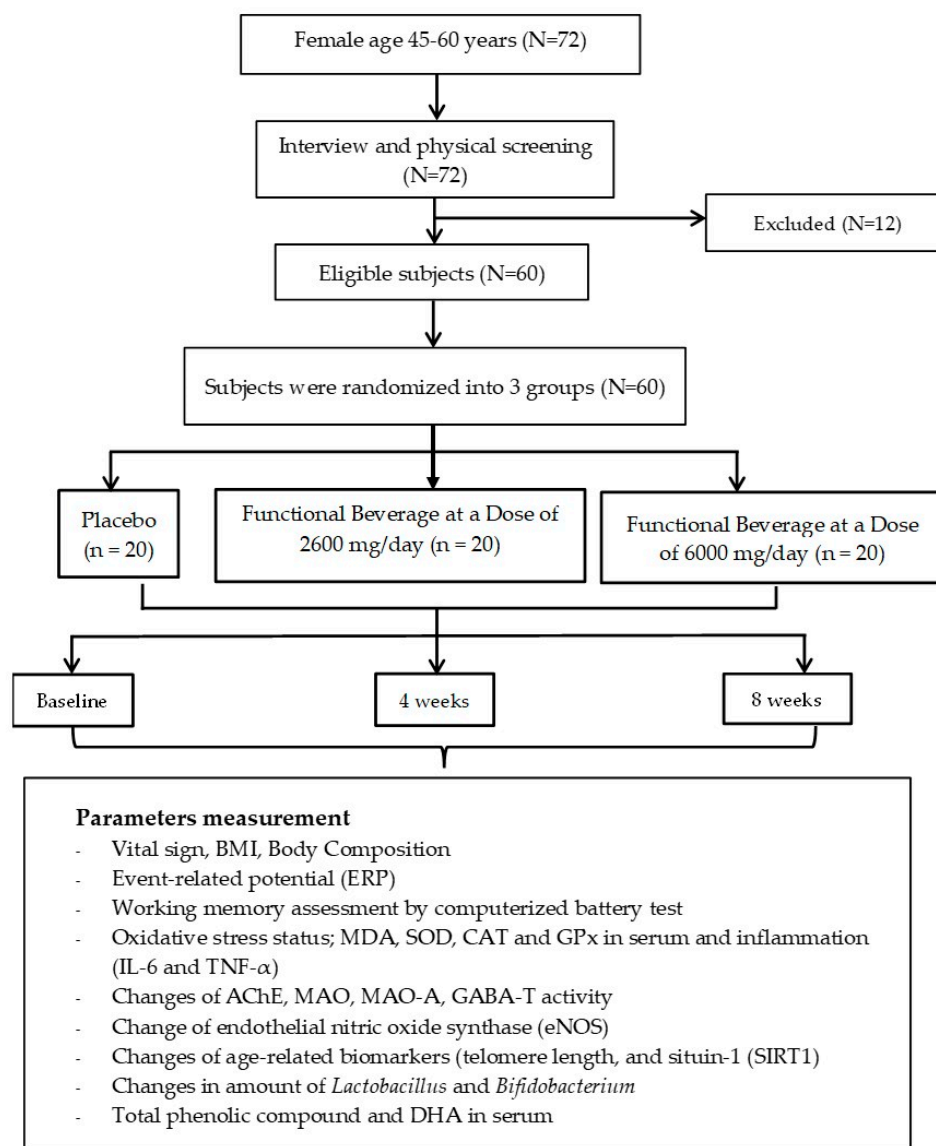 Female age 45-60 years (N=72)
Interview and physical screening
(N=72)
Excluded (N=12)
Eligible subjects (N=60)
Subjects were randomized into 3 groups (N=60)
Placebo
(n = 20)
Functional Beverage at a Dose of
2600 mg/day (n = 20)
Functional Beverage at a Dose
of 6000 mg/day (n = 20)
Baseline
4 weeks
8 weeks
Parameters measurement
- Vital sign, BMI, Body Composition
- Event-related potential (ERP)
- Working memory assessment by computerized battery test
- Oxidative stress status; MDA, SOD, CAT and GPx in serum and inflammation
(IL-6 and TNF-α)
- Changes of AChE, MAO, MAO-A, GABA-T activity
- Change of endothelial nitric oxide synthase (eNOS)
- Changes of age-related biomarkers (telomere length, and situin-1 (SIRT1)
- Changes in amount of Lactobacillus and Bifidobacterium
- Total phenolic compound and DHA in serum